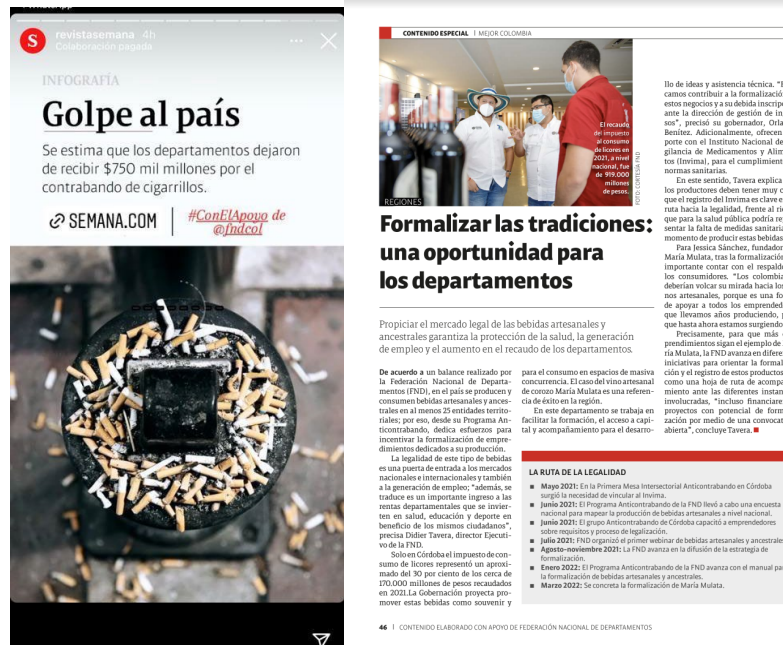 revistasemana 4h
Colaboración pagada
INFOGRAFÍA
Golpe al país
Se estima que los departamentos dejaron
de recibir $750 mil millones por el
contrabando de cigarrillos.
SEMANA.COM
#ConElApoyo de
@fndcol
CONTENIDO ESPECIAL | MEJOR COLOMBIA
El recaudo
del impuesto
al consumo
de licores en
2021, a nivel
nacional, fue
de 919.000
millones
de pesos.
FOTO: CORTESÍA FND
REGIONES
Formalizar las tradiciones:
una oportunidad para
los departamentos
Propiciar el mercado legal de las bebidas artesanales y
ancestrales garantiza la protección de la salud, la generación
de empleo y el aumento en el recaudo de los departamentos.
De acuerdo a un balance realizado por
la Federación Nacional de Departa-
mentos (FND), en el país se producen y
consumen bebidas artesanales y ances-
trales en al menos 25 entidades territo-
riales; por eso, desde su Programa An-
ticontrabando, dedica esfuerzos para
incentivar la formalización de empre-
dimientos dedicados a su producción.
La legalidad de este tipo de bebidas
es una puerta de entrada a los mercados
nacionales e internacionales y también
a la generación de empleo; “además, se
traduce es un importante ingreso a las
rentas departamentales que se invier-
ten en salud, educación y deporte en
beneficio de los mismos ciudadanos”,
precisa Didier Tavera, director Ejecuti-
vo de la FND.
Solo en Córdoba el impuesto de con-
sumo de licores representó un aproxi-
mado del 30 por ciento de los cerca de
170.000 millones de pesos recaudados
en 2021.La Gobernación proyecta pro-
mover estas bebidas como souvenir y
para el consumo en espacios de masiva
concurrencia. El caso del vino artesanal
de corozo María Mulata es una referen-
cia de éxito en la región.
En este departamento se trabaja en
facilitar la formación, el acceso a capi-
tal y acompañamiento para el desarro-
llo de ideas y asistencia técnica.
camos contribuir a la formalizació
estos negocios y a su debida inscrip
ante la dirección de gestión de in
sos”, precisó su gobernador, Orla
Benítez. Adicionalmente, ofrecen
porte con el Instituto Nacional de
gilancia de Medicamentos y Alim
tos (Invima), para el cumplimient
normas sanitarias.
En este sentido, Tavera explica
los productores deben tener muy c
que el registro del Invima es clave e
ruta hacia la legalidad, frente al rie
que para la salud pública podría re
sentar la falta de medidas sanitaria
momento de producir estas bebidas
Para Jessica Sánchez, fundador
María Mulata, tras la formalización
importante contar con el respald
los consumidores. “Los colombia
deberían volcar su mirada hacia los
nos artesanales, porque es una fo
de apoyar a todos los emprended
que llevamos años produciendo, p
que hasta ahora estamos surgiendo
Precisamente, para que más
prendimientos sigan el ejemplo de
ría Mulata, la FND avanza en difere
iniciativas para orientar la formal
ción y el registro de estos productos
como una hoja de ruta de acompa
miento ante las diferentes instan
involucradas, “incluso financiare
proyectos con potencial de form
zación por medio de una convocat
abierta”, concluye Tavera.
LA RUTA DE LA LEGALIDAD
Mayo 2021: En la Primera Mesa Intersectorial Anticontrabando en Córdoba
surgió la necesidad de vincular al Invima.
Junio 2021: El Programa Anticontrabando de la FND llevó a cabo una encuesta
nacional para mapear la producción de bebidas artesanales a nivel nacional.
Junio 2021: El grupo Anticontrabando de Córdoba capacitó a emprendedores
sobre requisitos y proceso de legalización.
Julio 2021: FND organizó el primer webinar de bebidas artesanales y ancestrales
Agosto-noviembre 2021: La FND avanza en la difusión de la estrategia de
formalización.
Enero 2022: El Programa Anticontrabando de la FND avanza con el manual pa
la formalización de bebidas artesanales y ancestrales.
Marzo 2022: Se concreta la formalización de María Mulata.
46 | CONTENIDO ELABORADO CON APOYO DE FEDERACIÓN NACIONAL DE DEPARTAMENTOS